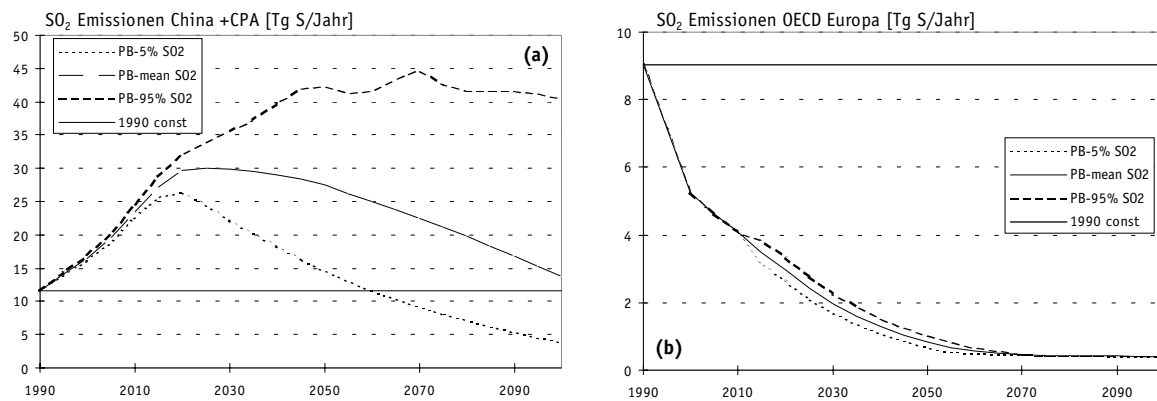 SO₂ Emissionen China +CPA [Tg S/Jahr]
50
45
40
35
30
25
20
15
10
5
0
PB-5% SO2
PB-mean SO2
PB-95% SO2
1990 const
(a)
1990
2010
2030
2050
2070
2090
SO₂ Emissionen OECD Europa [Tg S/Jahr]
10
8
6
4
2
0
PB-5% SO2
PB-mean SO2
PB-95% SO2
1990 const
(b)
1990
2010
2030
2050
2070
2090